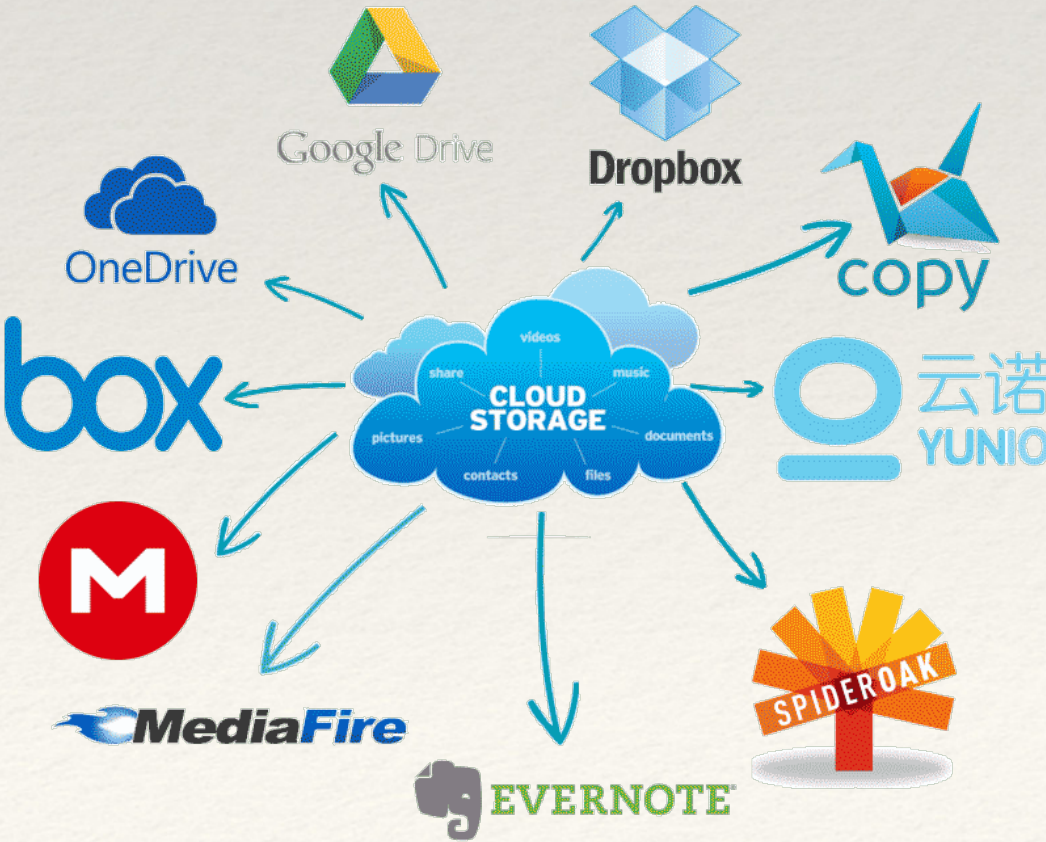 Google Drive
Dropbox
OneDrive
copy
box
videos
share
music
CLOUD
STORAGE
pictures
documents
contacts
files
云诺
YUNIO
M
SPIDEROAK
MediaFire
EVERNOTE